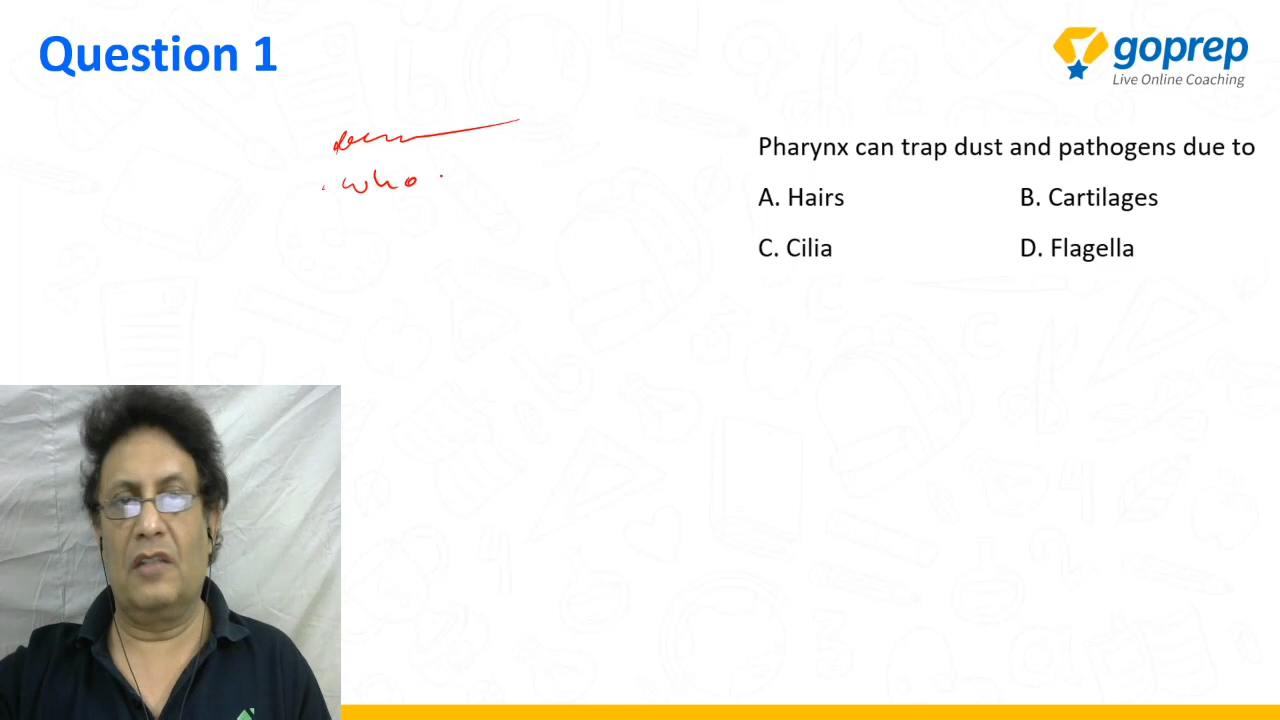 Question 1
goprep
Live Online Coaching
who
Pharynx can trap dust and pathogens due to
A. Hairs B. Cartilages
C. Cilia D. Flagella